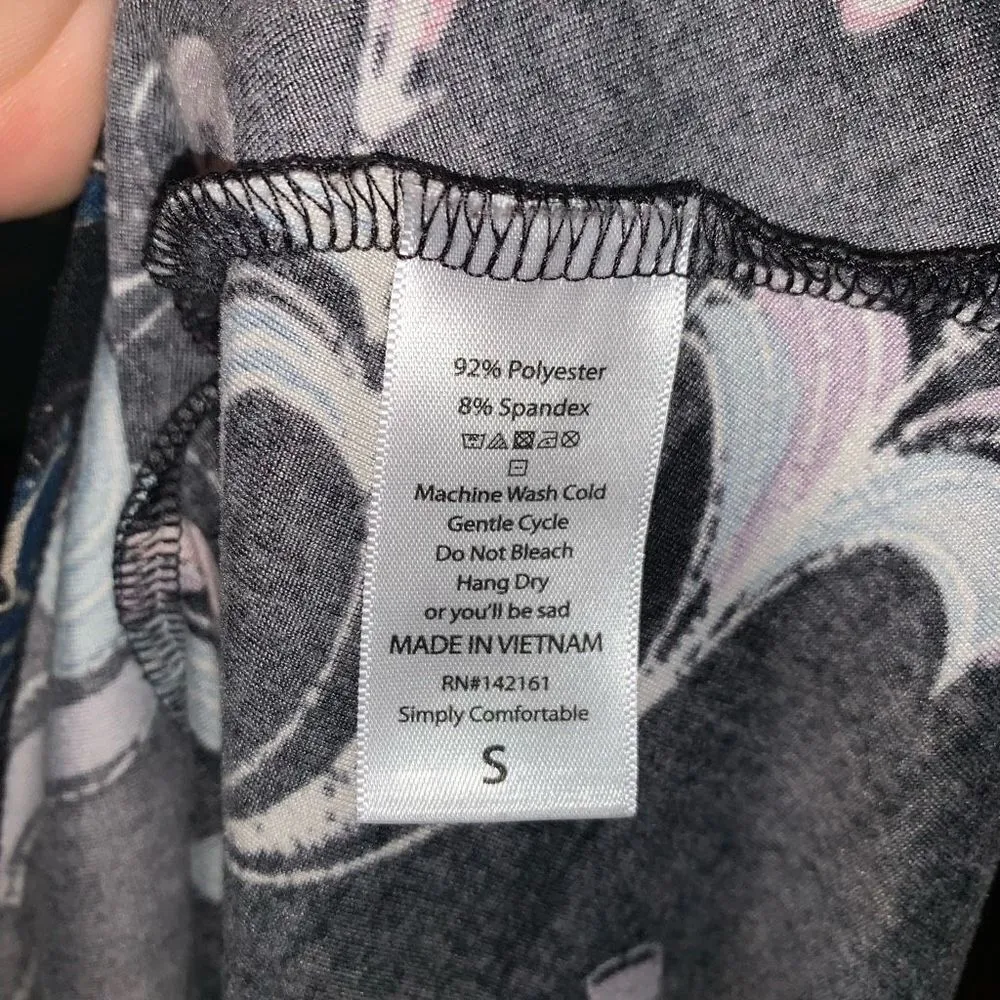 92% Polyester
8% Spandex
Machine Wash Cold
Gentle Cycle
Do Not Bleach
Hang Dry
or you'll be sad
MADE IN VIETNAM
RN#142161
Simply Comfortable
S